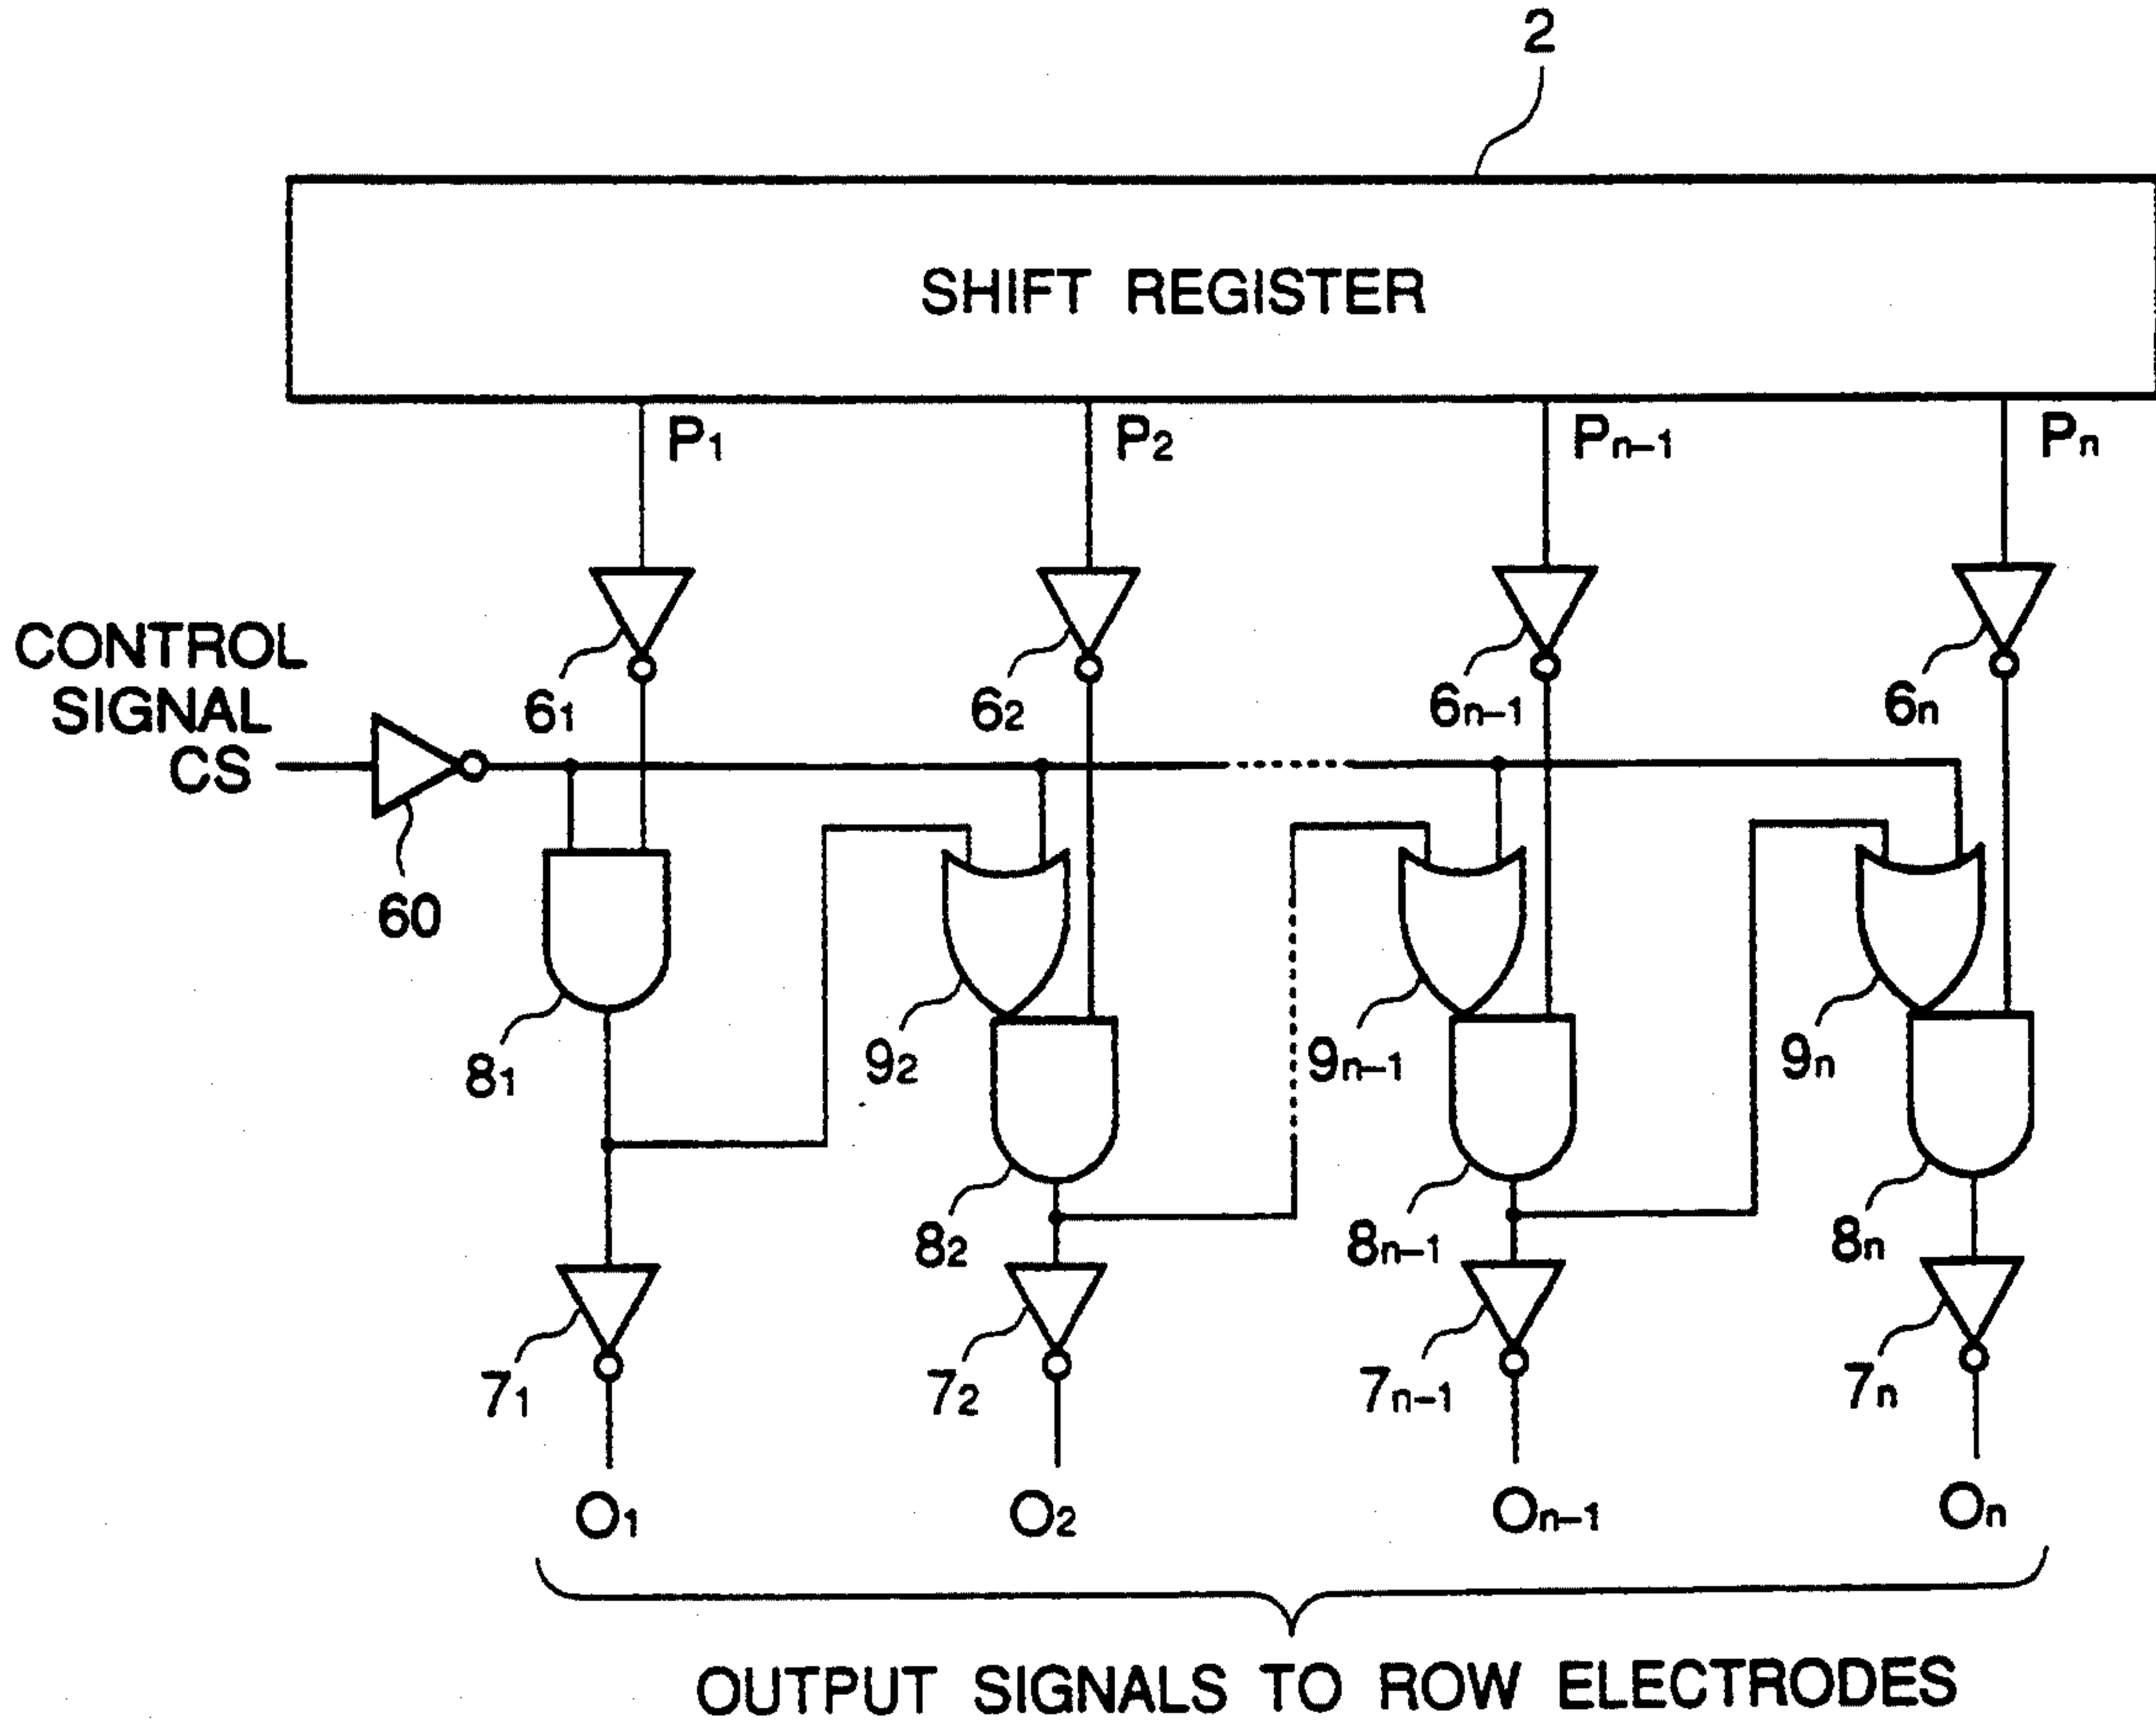 2
SHIFT REGISTER
P1 P2 Pn-1 Pn
CONTROL
SIGNAL
CS
61 62 6n-1 6n
60
81 92 9n-1 9n
82 8n-1 8n
71 72 7n-1 7n
O1 O2 On-1 On
OUTPUT SIGNALS TO ROW ELECTRODES